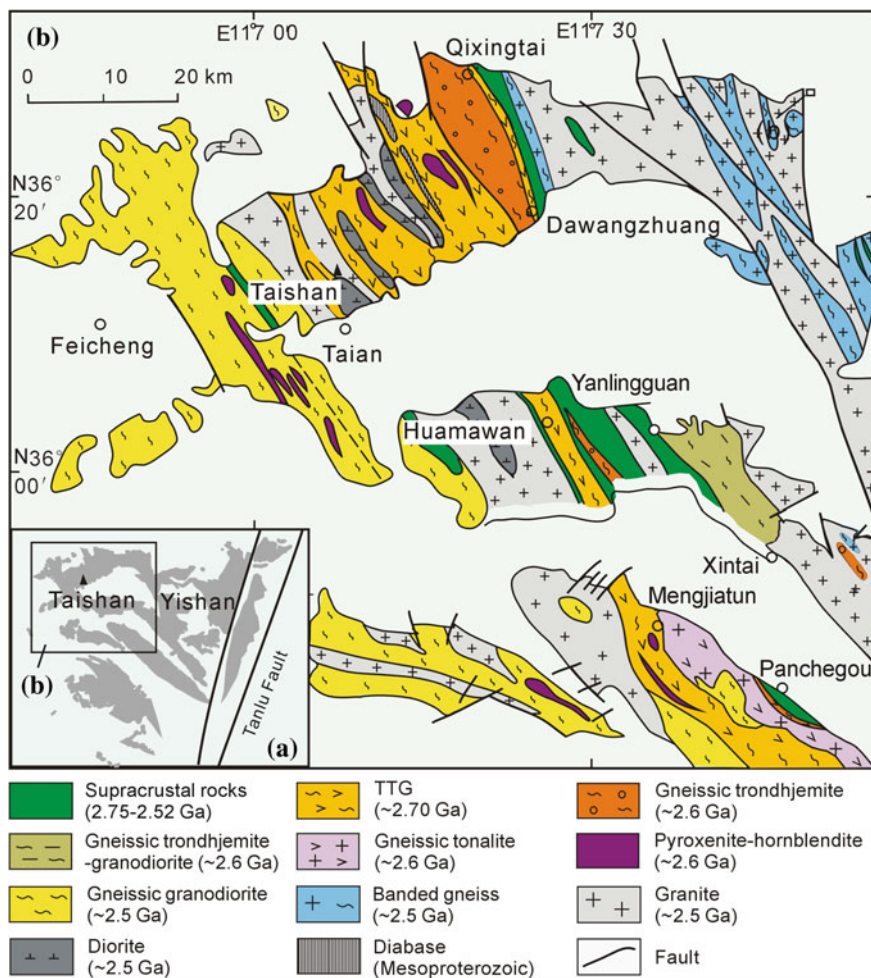 (b)
E117° 00
E117° 30
Qixingtai
0 10 20 km
N36°
20′
Dawangzhuang
Taishan
Feicheng
Taian
Yanlingguan
Huamawan
N36°
00′
Xintai
Mengjiatun
Panchegou
Taishan
Yishan
(b)
Tanlu Fault
(a)
Supracrustal rocks
(2.75-2.52 Ga)
TTG
(~2.70 Ga)
Gneissic trondhjemite
(~2.6 Ga)
Gneissic trondhjemite
-granodiorite (~2.6 Ga)
Gneissic tonalite
(~2.6 Ga)
Pyroxenite-hornblendite
(~2.6 Ga)
Gneissic granodiorite
(~2.5 Ga)
Banded gneiss
(~2.5 Ga)
Granite
(~2.5 Ga)
Diorite
(~2.5 Ga)
Diabase
(Mesoproterozoic)
Fault